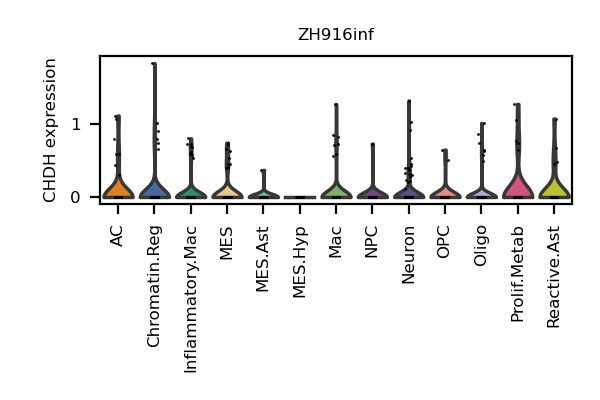 ZH916inf
CHDH expression
1
0
AC
Chromatin.Reg
Inflammatory.Mac
MES
MES.Ast
MES.Hyp
Mac
NPC
Neuron
OPC
Oligo
Prolif.Metab
Reactive.Ast